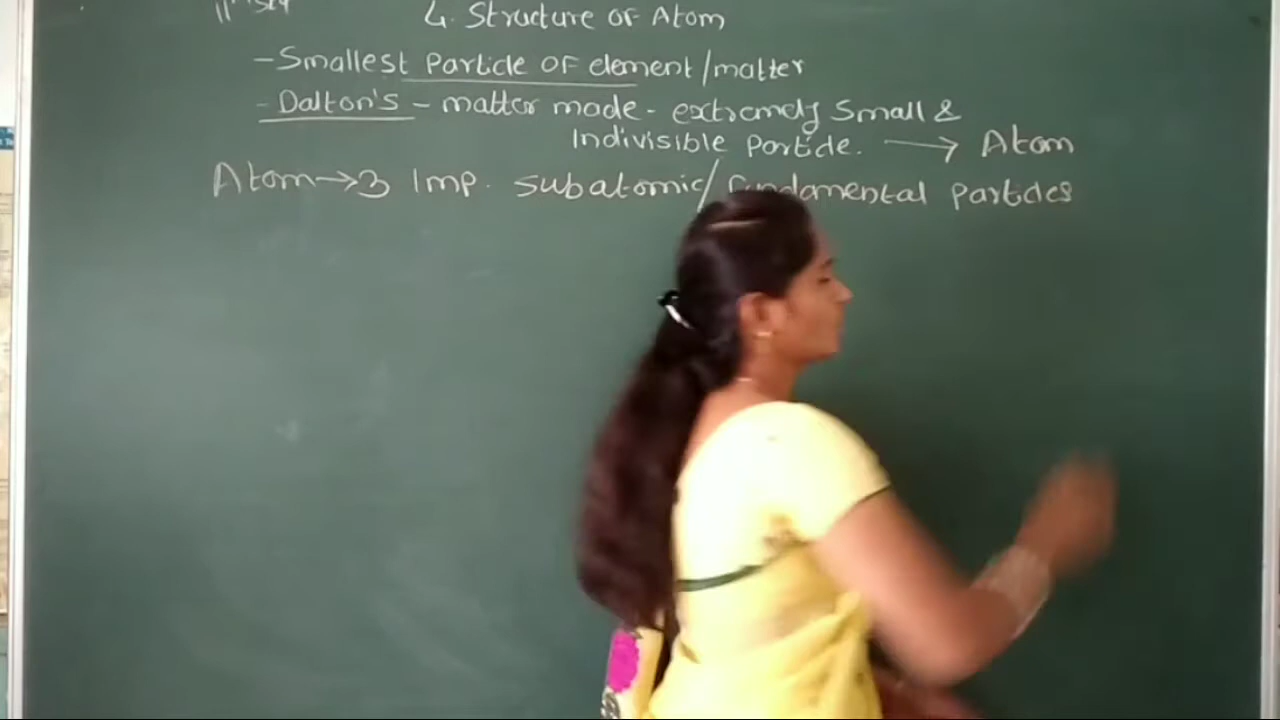 4. Structure of Atom
- Smallest Particle of element/matter
- Dalton's - matter made - extremely small &
Indivisible Particle. → Atom
Atom → 3 Imp. subatomic/fundamental particles